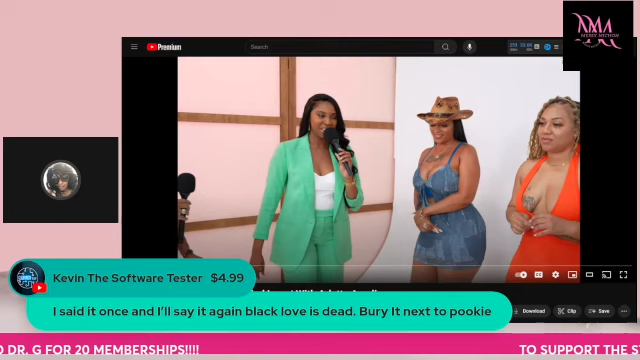 Premium
Search
Kevin The Software Tester $4.99
I said it once and I'll say it again black love is dead. Bury It next to pookie
Download
Clip
Save
DR. G FOR 20 MEMBERSHIPS!!!! TO SUPPORT THE S